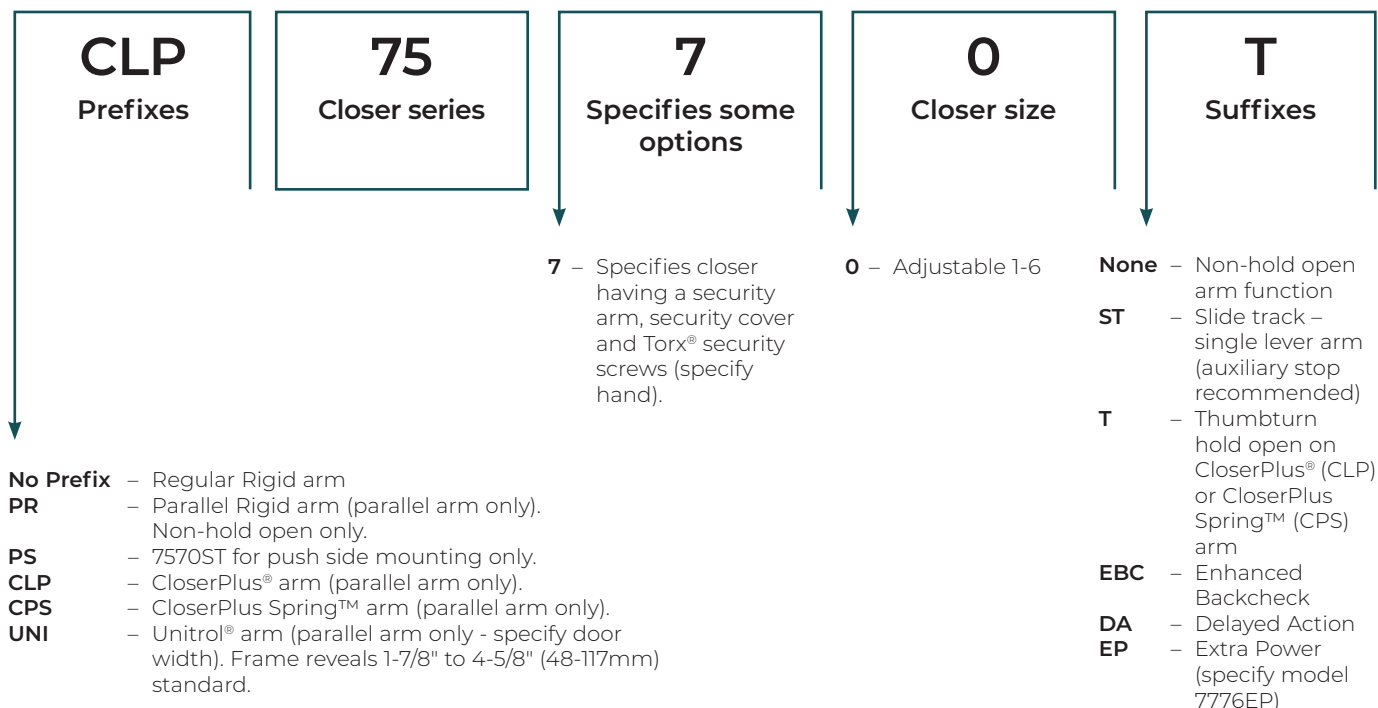 CLP
Prefixes
75
Closer series
7
Specifies some
options
0
Closer size
T
Suffixes
7 – Specifies closer
having a security
arm, security cover
and Torx® security
screws (specify
hand).
0 – Adjustable 1-6
None – Non-hold open
arm function
ST – Slide track –
single lever arm
(auxiliary stop
recommended)
T – Thumbturn
hold open on
CloserPlus® (CLP)
or CloserPlus
Spring™ (CPS)
arm
EBC – Enhanced
Backcheck
DA – Delayed Action
EP – Extra Power
(specify model
7776EP)
No Prefix – Regular Rigid arm
PR – Parallel Rigid arm (parallel arm only).
Non-hold open only.
PS – 7570ST for push side mounting only.
CLP – CloserPlus® arm (parallel arm only).
CPS – CloserPlus Spring™ arm (parallel arm only).
UNI – Unitrol® arm (parallel arm only - specify door
width). Frame reveals 1-7/8" to 4-5/8" (48-117mm)
standard.